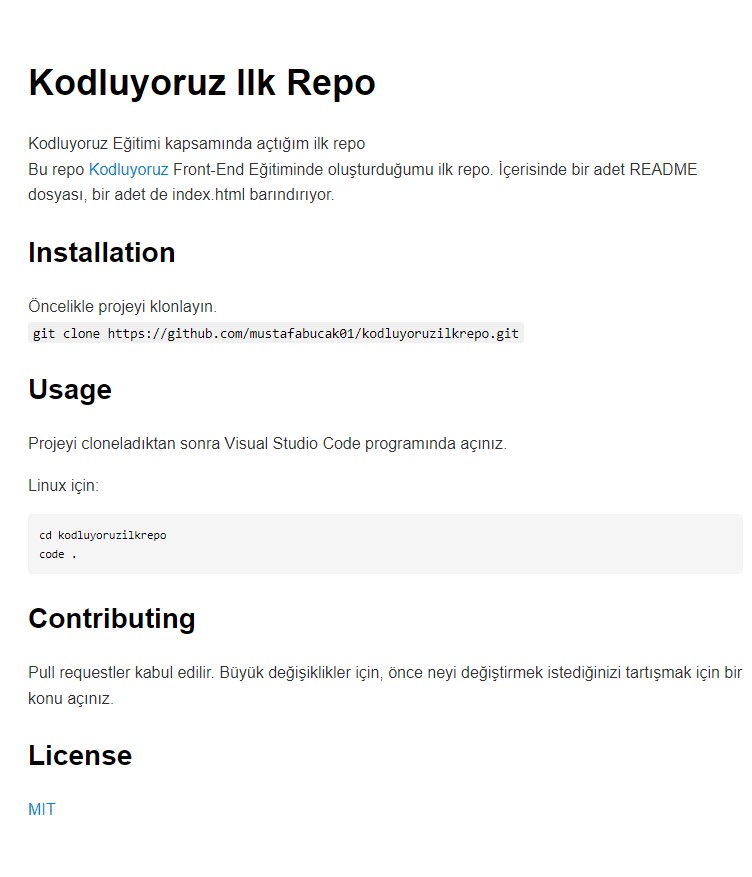 Kodluyoruz Ilk Repo
Kodluyoruz Eğitimi kapsamında açtığım ilk repo
Bu repo Kodluyoruz Front-End Eğitiminde oluşturduğumu ilk repo. İçerisinde bir adet README
dosyası, bir adet de index.html barındırıyor.
Installation
Öncelikle projeyi klonlayın.
git clone https://github.com/mustafabucak01/kodluyoruzilkrepo.git
Usage
Projeyi cloneladıktan sonra Visual Studio Code programında açınız.
Linux için:
cd kodluyoruzilkrepo
code .
Contributing
Pull requestler kabul edilir. Büyük değişiklikler için, önce neyi değiştirmek istediğinizi tartışmak için bir
konu açınız.
License
MIT